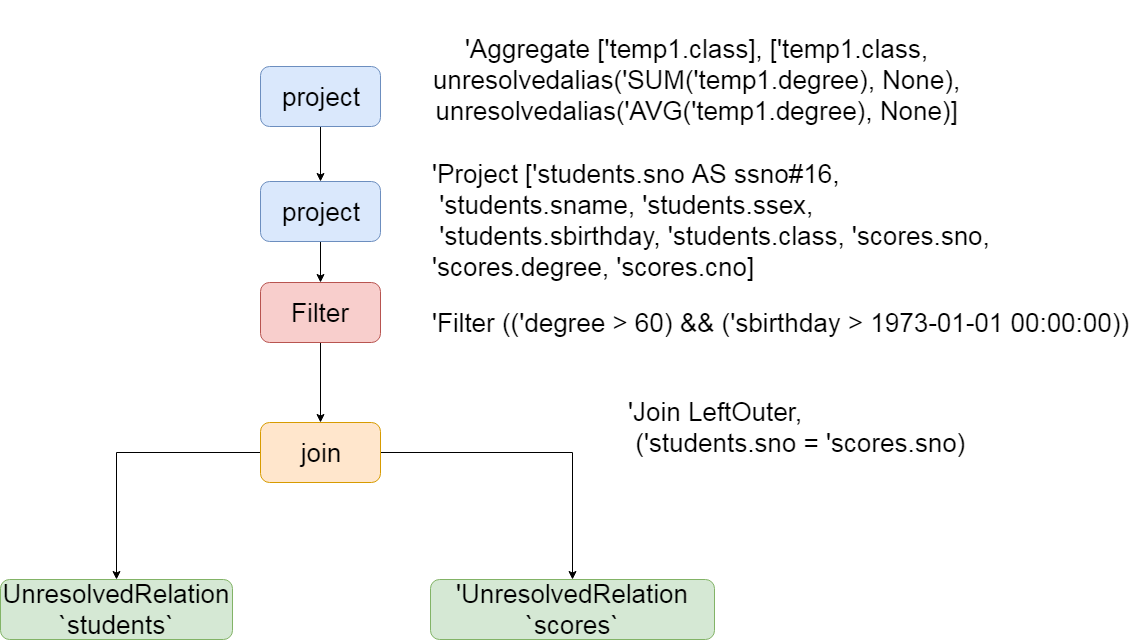 'Aggregate ['temp1.class], ['temp1.class,
unresolvedalias('SUM('temp1.degree), None),
unresolvedalias('AVG('temp1.degree), None)]
project
'Project ['students.sno AS ssno#16,
'students.sname, 'students.ssex,
'students.sbirthday, 'students.class, 'scores.sno,
'scores.degree, 'scores.cno]
project
Filter
'Filter (('degree > 60) && ('sbirthday > 1973-01-01 00:00:00))
'Join LeftOuter,
('students.sno = 'scores.sno)
join
UnresolvedRelation
`students`
'UnresolvedRelation
`scores`